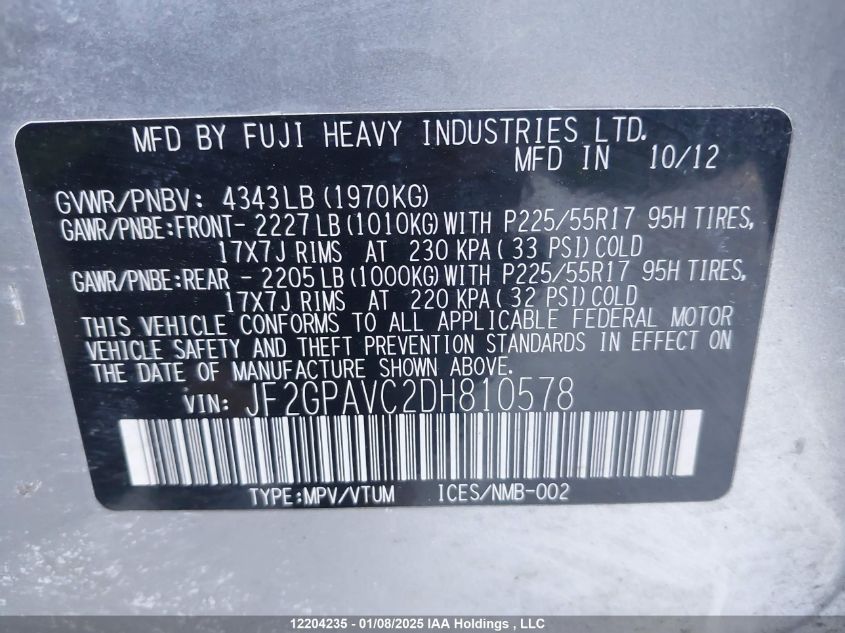 MFD BY FUJI HEAVY INDUSTRIES LTD.
MFD IN 10/12
GVWR/PNBV: 4343LB (1970KG)
GAWR/PNBE:FRONT- 2227LB (1010KG) WITH P225/55R17 95H TIRES,
17X7J RIMS AT 230 KPA ( 33 PSI) COLD
GAWR/PNBE:REAR - 2205LB (1000KG) WITH P225/55R17 95H TIRES,
17X7J RIMS AT 220 KPA ( 32 PSI) COLD
THIS VEHICLE CONFORMS TO ALL APPLICABLE FEDERAL MOTOR
VEHICLE SAFETY AND THEFT PREVENTION STANDARDS IN EFFECT ON
THE DATE OF MANUFACTURE SHOWN ABOVE.
VIN: JF2GPAVC2DH810578
TYPE:MPV/VTUM ICES/NMB-002
12204235 - 01/08/2025 IAA Holdings , LLC